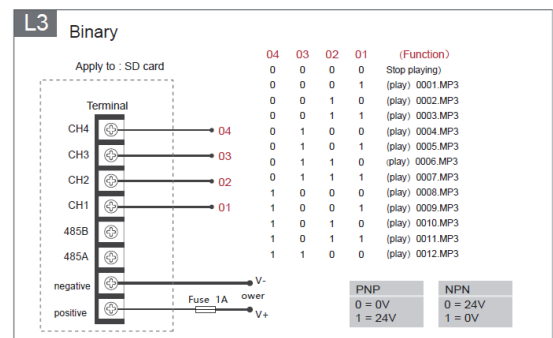 L3 Binary
Apply to : SD card
04 03 02 01 (Function)
0 0 0 0 Stop playing)
0 0 0 1 (play) 0001.MP3
0 0 1 0 (play) 0002.MP3
0 0 1 1 (play) 0003.MP3
0 1 0 0 (play) 0004.MP3
0 1 0 1 (play) 0005.MP3
0 1 1 0 (play) 0006.MP3
0 1 1 1 (play) 0007.MP3
1 0 0 0 (play) 0008.MP3
1 0 0 1 (play) 0009.MP3
1 0 1 0 (play) 0010.MP3
1 0 1 1 (play) 0011.MP3
1 1 0 0 (play) 0012.MP3
Terminal
CH4 04
CH3 03
CH2 02
CH1 01
485B
485A
negative V-
ower
positive Fuse 1A V+
PNP
0 = 0V
1 = 24V
NPN
0 = 24V
1 = 0V